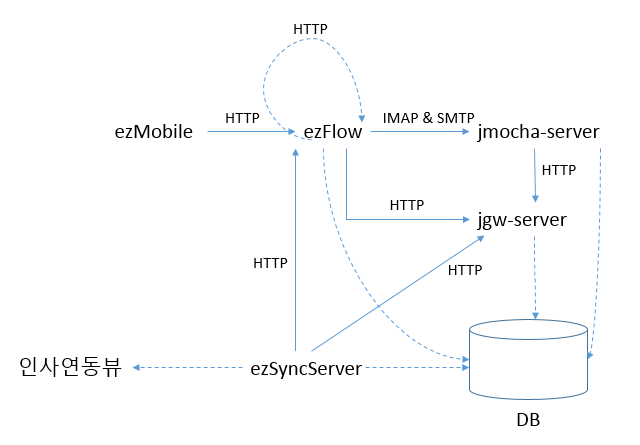 HTTP
ezMobile
HTTP
ezFlow
IMAP & SMTP
jmocha-server
HTTP
HTTP
jgw-server
HTTP
HTTP
인사연동뷰
ezSyncServer
DB